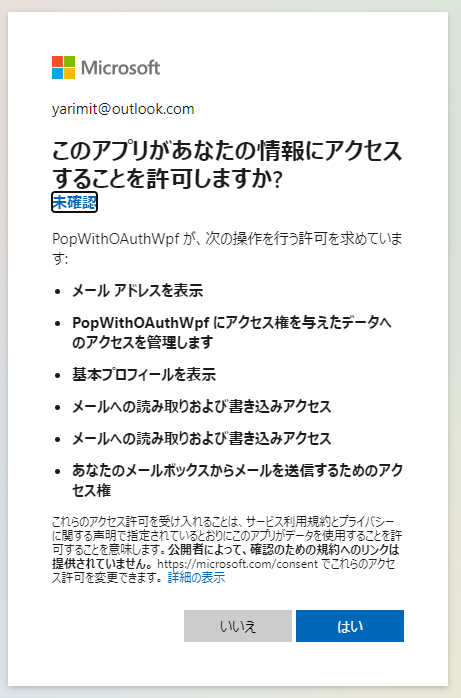 Microsoft
yarimit@outlook.com
このアプリがあなたの情報にアクセス
することを許可しますか?
未確認
PopWithOAuthWpf が、次の操作を行う許可を求めていま
す:
• メール アドレスを表示
• PopWithOAuthWpf にアクセス権を与えたデータへ
のアクセスを管理します
• 基本プロフィールを表示
• メールへの読み取りおよび書き込みアクセス
• メールへの読み取りおよび書き込みアクセス
• あなたのメールボックスからメールを送信するためのアク
セス権
これらのアクセス許可を受け入れることは、サービス利用規約とプライバシー
に関する声明で指定されているとおりにこのアプリがデータを使用することを許
可することを意味します。公開者によって、確認のための規約へのリンクは
提供されていません。 https://microsoft.com/consent でこれらのアクセ
ス許可を変更できます。 詳細の表示
いいえ
はい